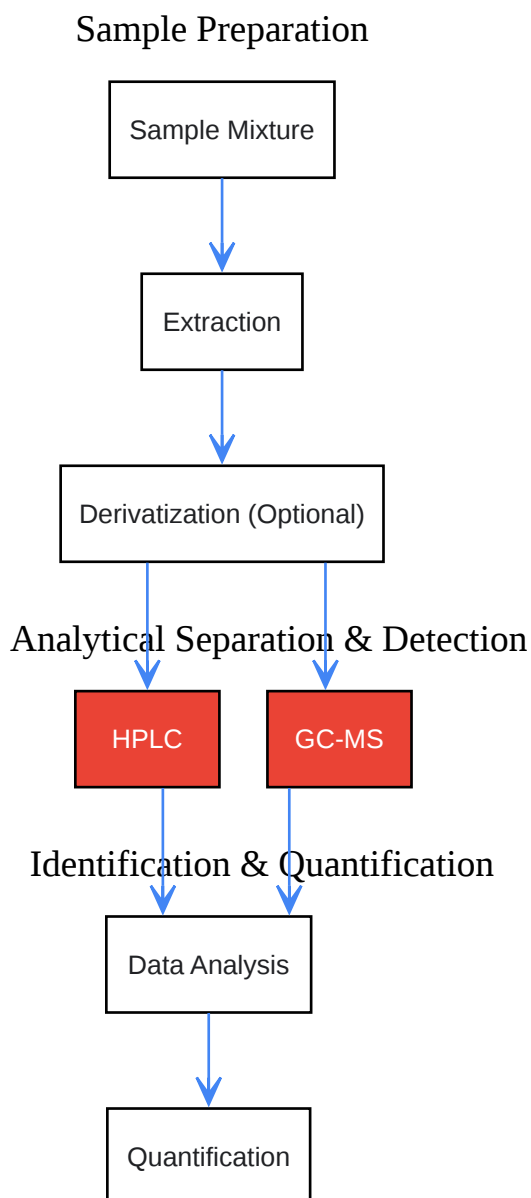 Sample Preparation
Sample Mixture
Extraction
Derivatization (Optional)
Analytical Separation & Detection
HPLC
GC-MS
Identification & Quantification
Data Analysis
Quantification